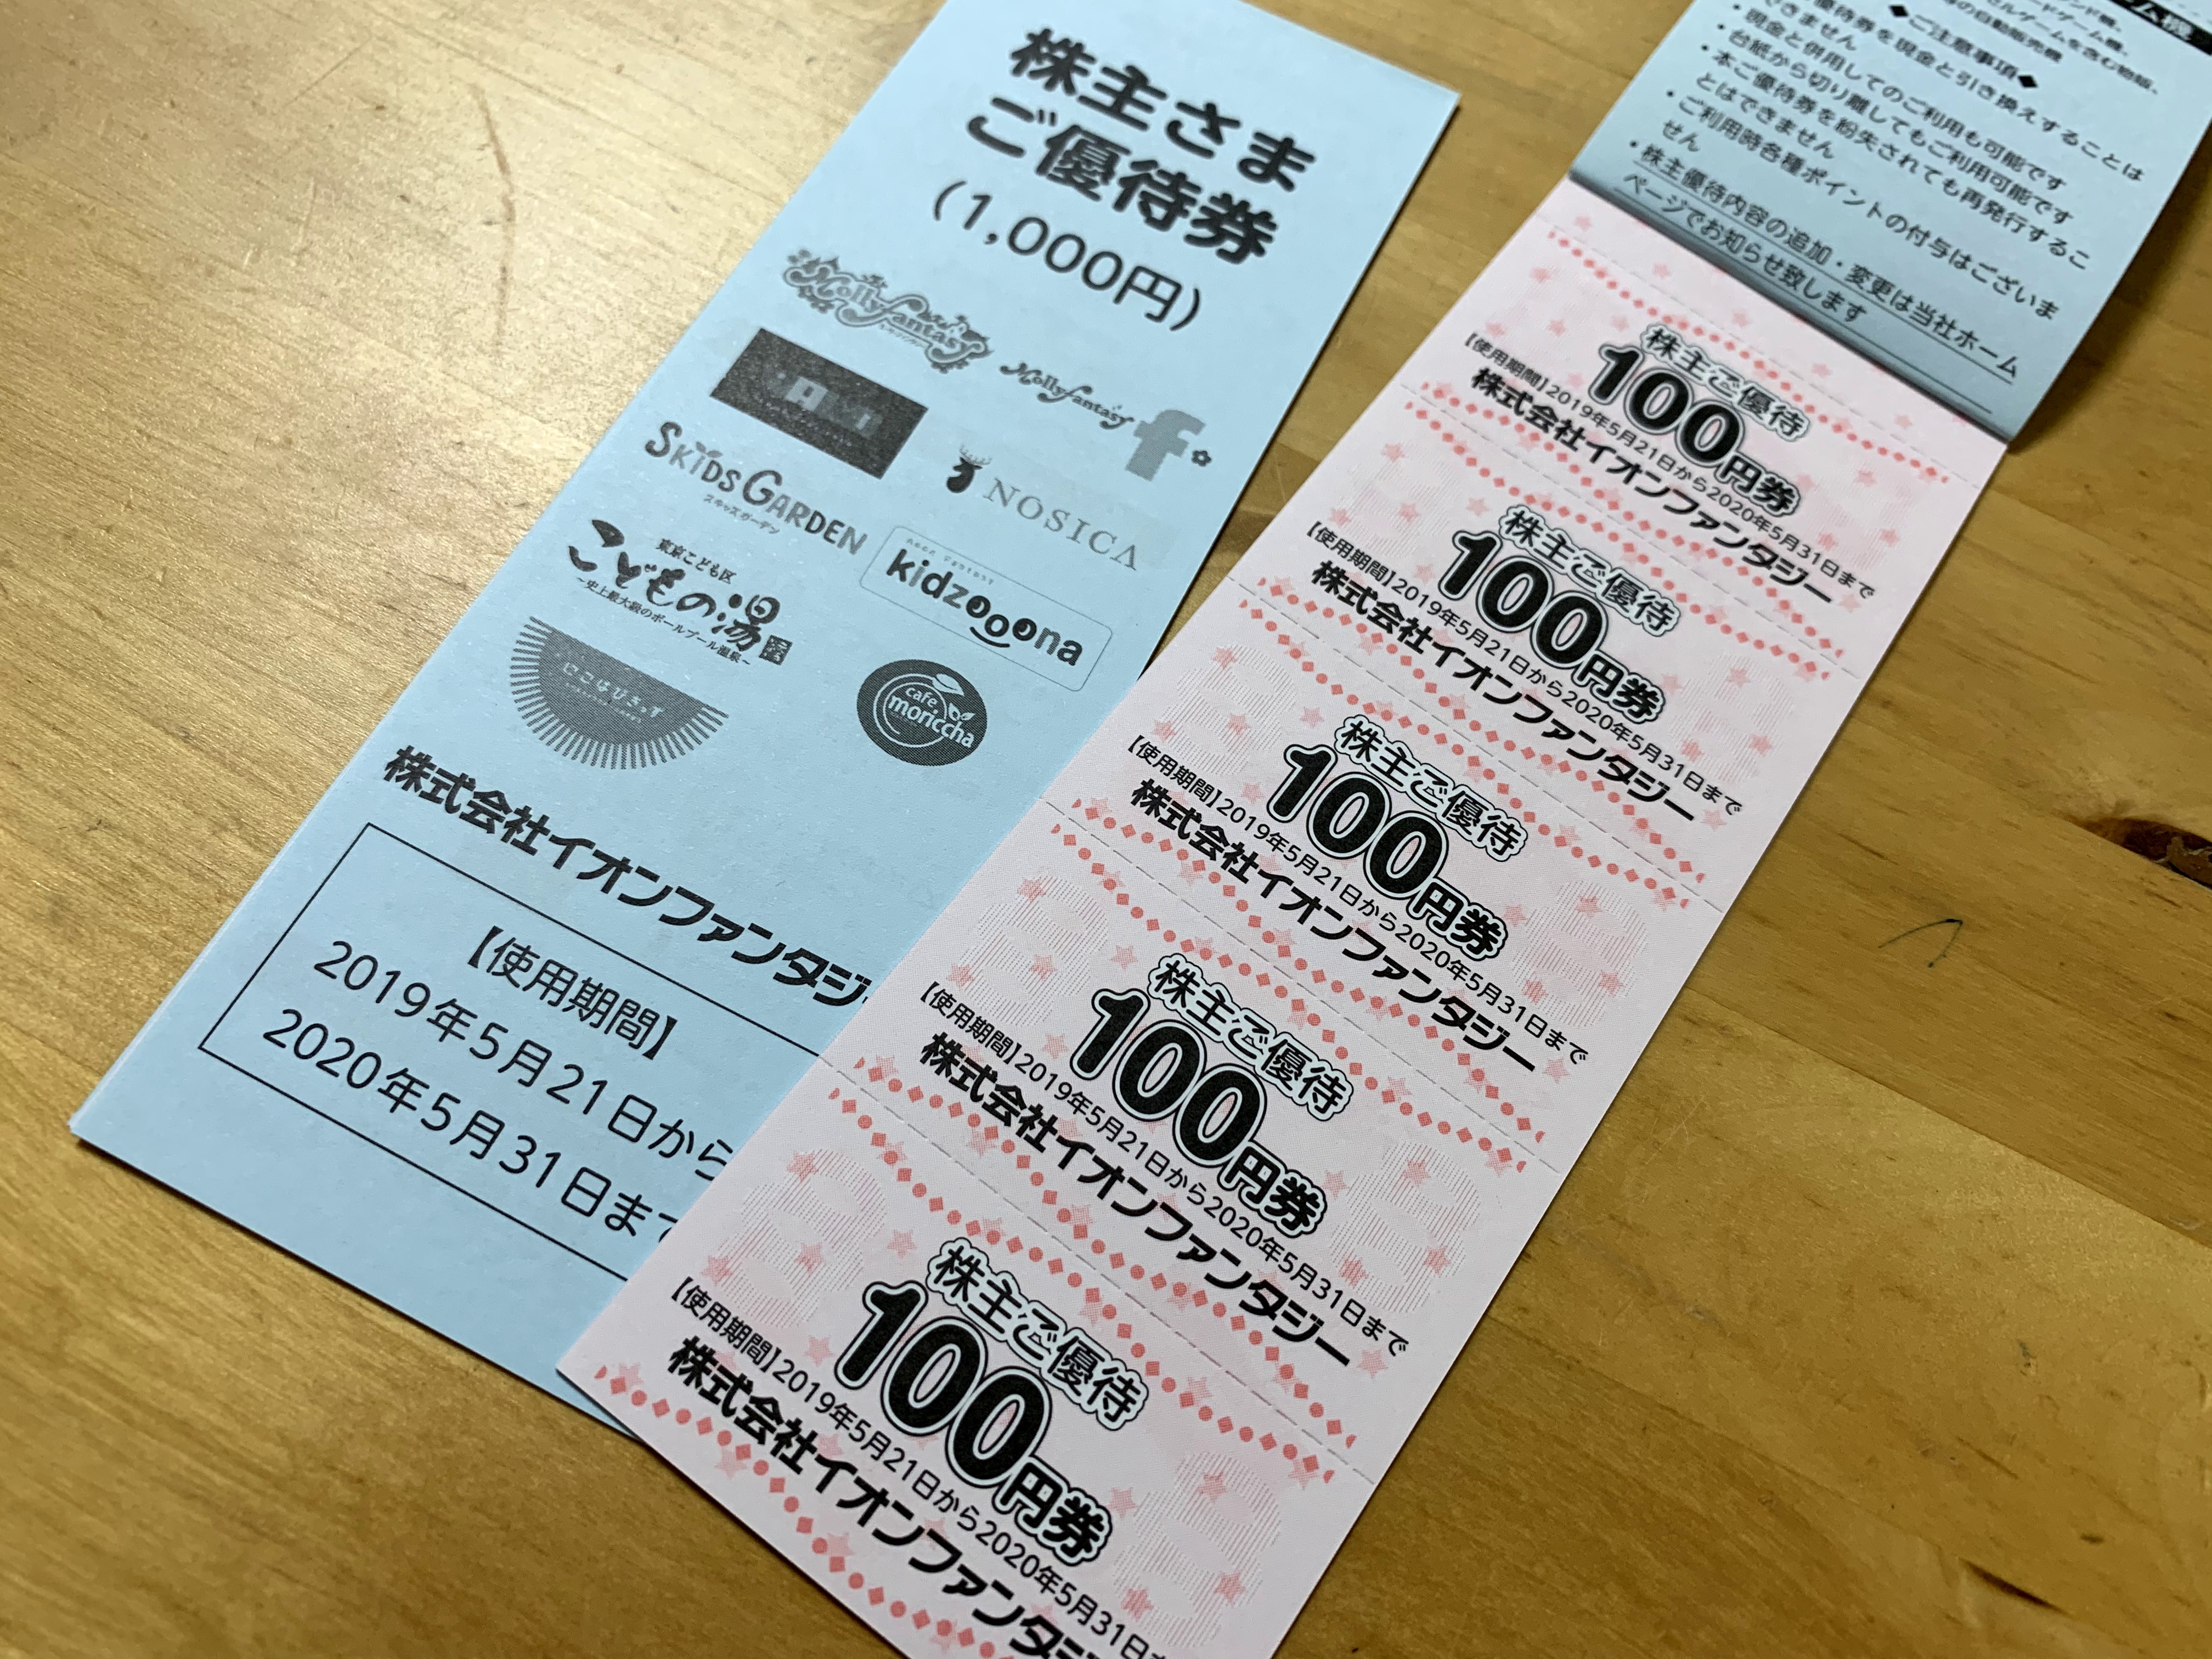 株主さま
ご優待券
(1,000円)
Mollyfantasy
Mollyfantasy f
SKIDS GARDEN
スキッズガーデン
NOSICA
東京こども区
こどもの湯
~史上最大級のボールプール温泉~
kidzooona
にこはぴきっず
cafe
moriccha
株式会社イオンファンタジ
【使用期間】
2019年5月21日から
2020年5月31日まで
◆ご注意事項◆
優待券を現金と引き換えすることは
できません
・現金と併用してのご利用も可能です
・台紙から切り離してもご利用可能です
・本ご優待券を紛失されても再発行するこ
とはできません
・ご利用時各種ポイントの付与はございま
せん
・株主優待内容の追加・変更は当社ホーム
ページでお知らせ致します
株主ご優待
100円券
【使用期間】2019年5月21日から2020年5月31日まで
株式会社イオンファンタジー
株主ご優待
100円券
【使用期間】2019年5月21日から2020年5月31日まで
株式会社イオンファンタジー
株主ご優待
100円券
【使用期間】2019年5月21日から2020年5月31日まで
株式会社イオンファンタジー
株主ご優待
100円券
【使用期間】2019年5月21日から2020年5月31日まで
株式会社イオンファンタジー
株主ご優待
100円券
【使用期間】2019年5月21日から2020年5月31日
株式会社イオンファンタジ